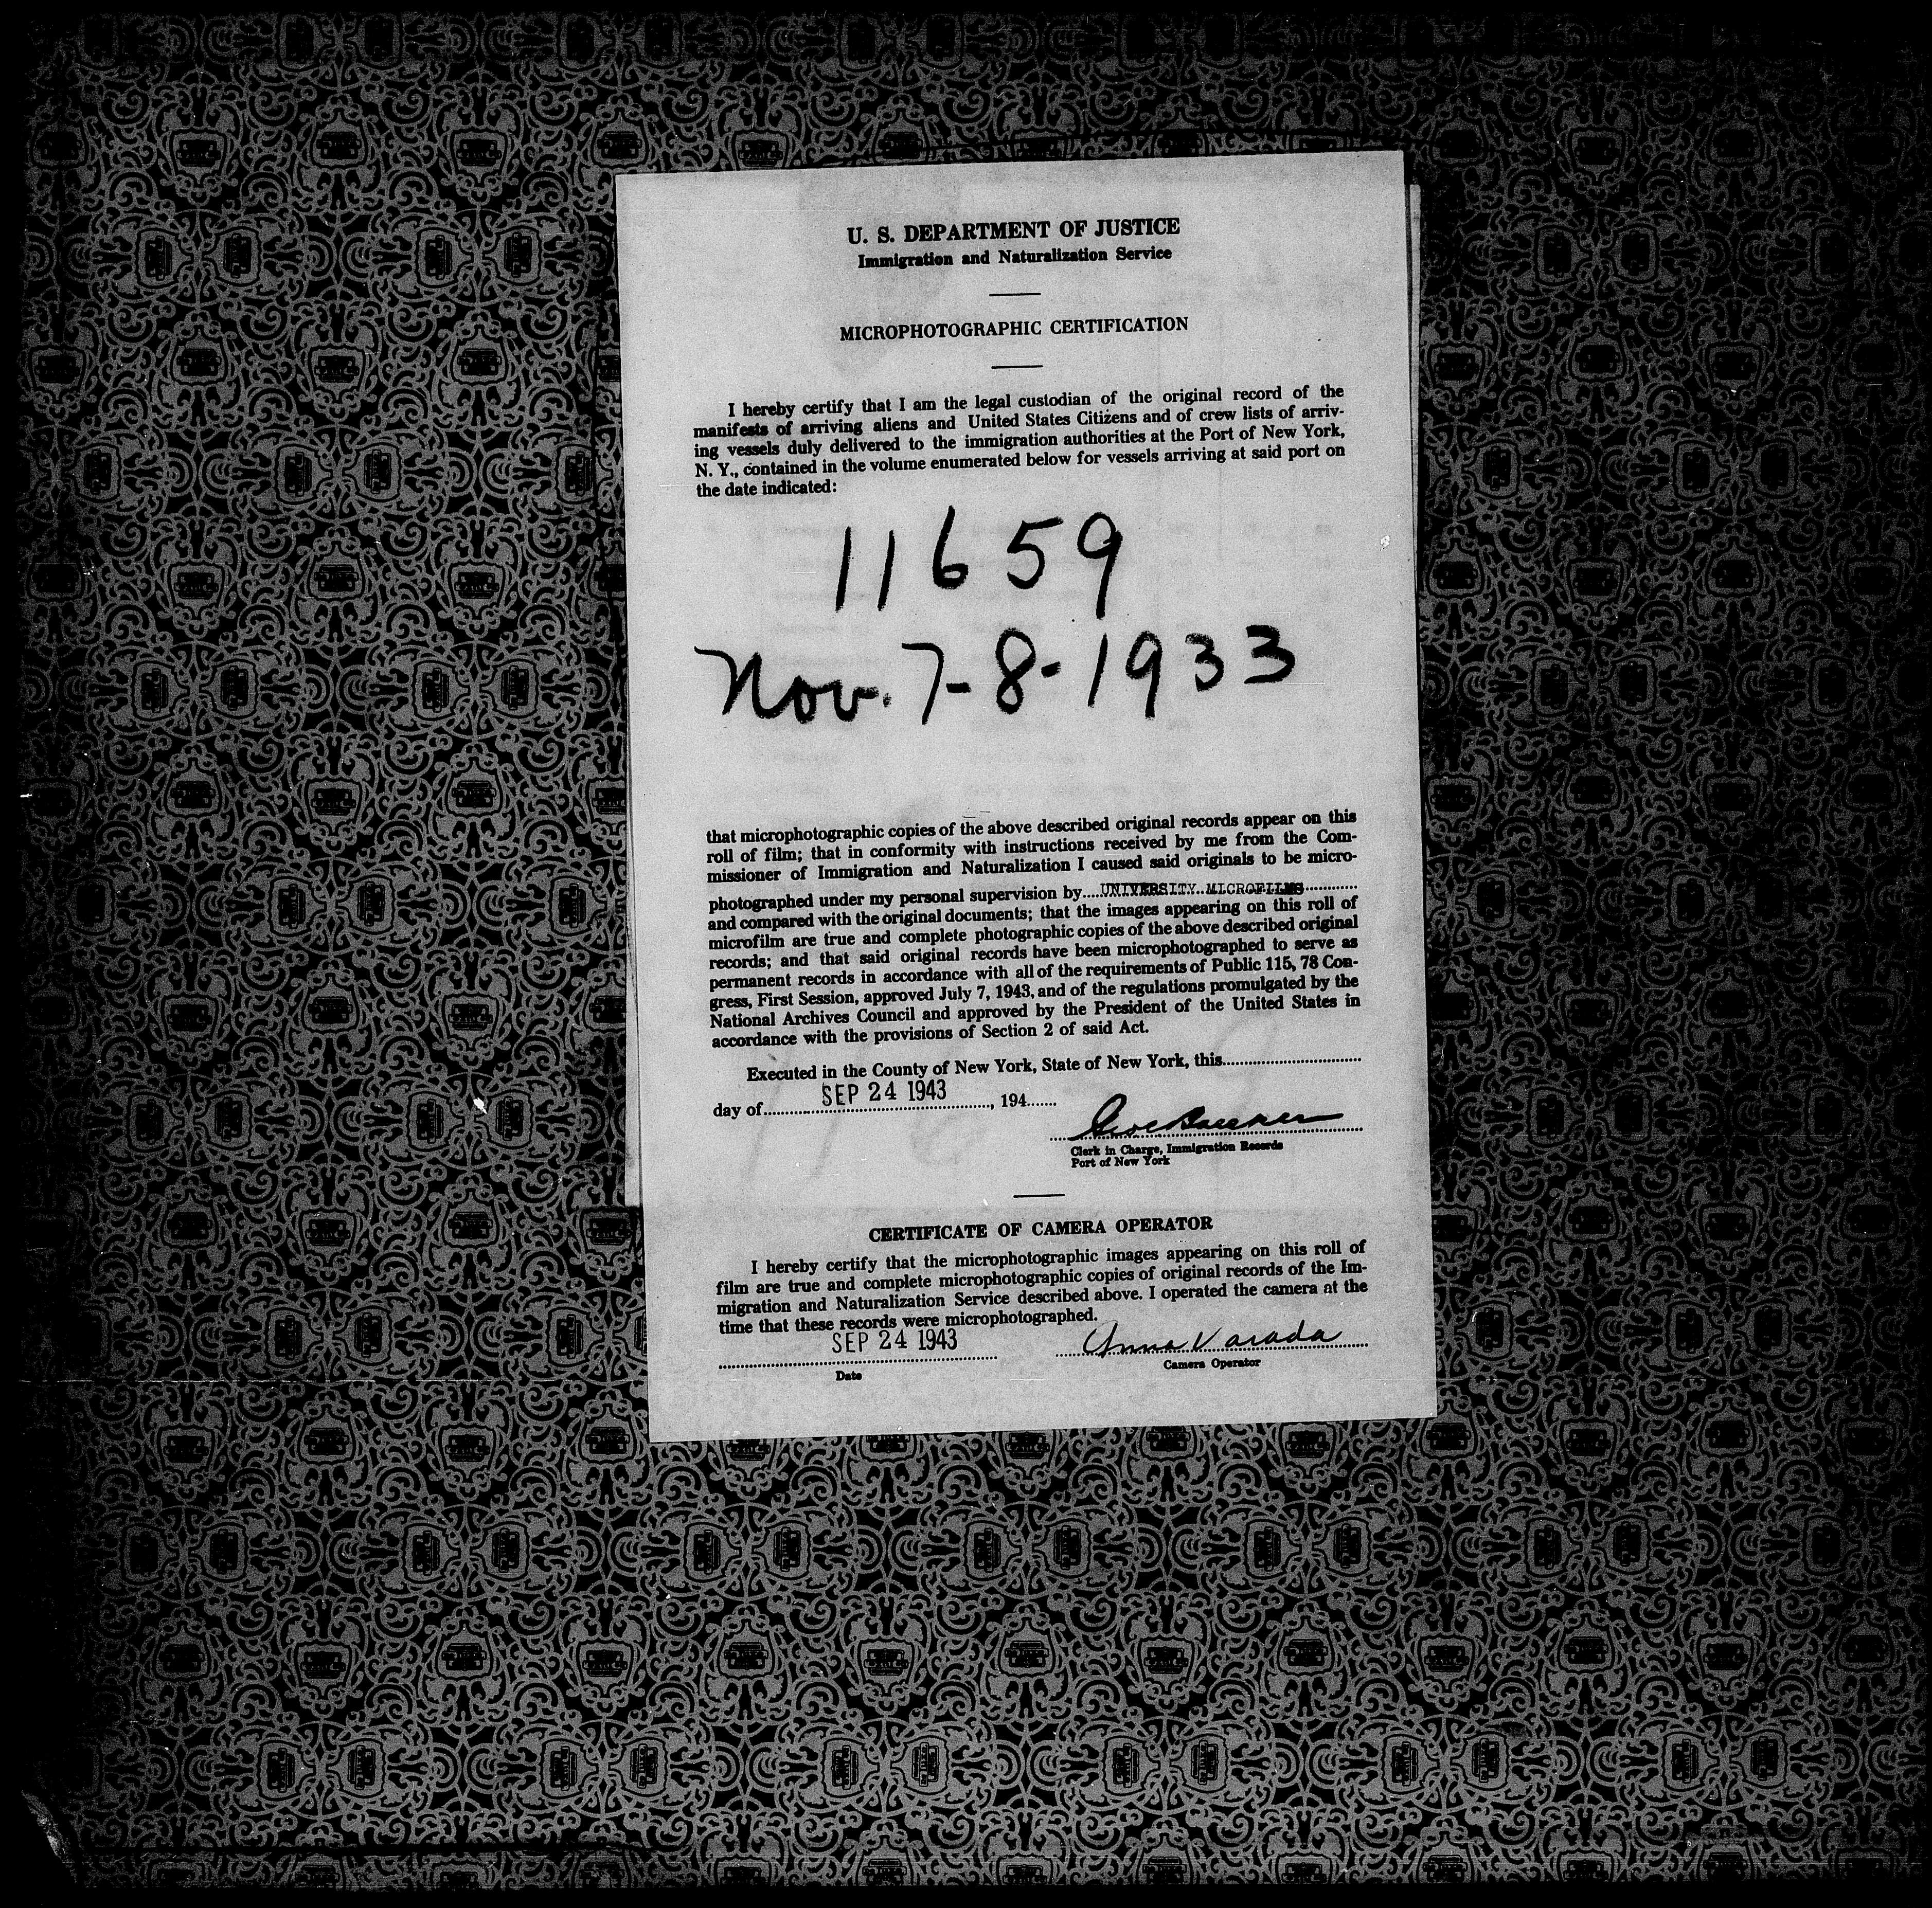 U. S. DEPARTMENT OF JUSTICE
Immigration and Naturalization Service
MICROPHOTOGRAPHIC CERTIFICATION
I hereby certify that I am the legal custodian of the original record of the
manifests of arriving aliens and United States Citizens and of crew lists of arriv-
ing vessels duly delivered to the immigration authorities at the Port of New York,
N. Y., contained in the volume enumerated below for vessels arriving at said port on
the date indicated:
11659
Nov. 7-8-1933
that microphotographic copies of the above described original records appear on this
roll of film; that in conformity with instructions received by me from the Com-
missioner of Immigration and Naturalization I caused said originals to be micro-
photographed under my personal supervision by....UNIVERSITY MICROFILMS
and compared with the original documents; that the images appearing on this roll of
microfilm are true and complete photographic copies of the above described original
records; and that said original records have been microphotographed to serve as
permanent records in accordance with all of the requirements of Public 115, 78 Con-
gress, First Session, approved July 7, 1943, and of the regulations promulgated by the
National Archives Council and approved by the President of the United States in
accordance with the provisions of Section 2 of said Act.
Executed in the County of New York, State of New York, this
day of SEP 24 1943, 194
Clerk in Charge, Immigration Records
Port of New York
CERTIFICATE OF CAMERA OPERATOR
I hereby certify that the microphotographic images appearing on this roll of
film are true and complete microphotographic copies of original records of the Im-
migration and Naturalization Service described above. I operated the camera at the
time that these records were microphotographed.
SEP 24 1943 Anna Varada
Date Camera Operator